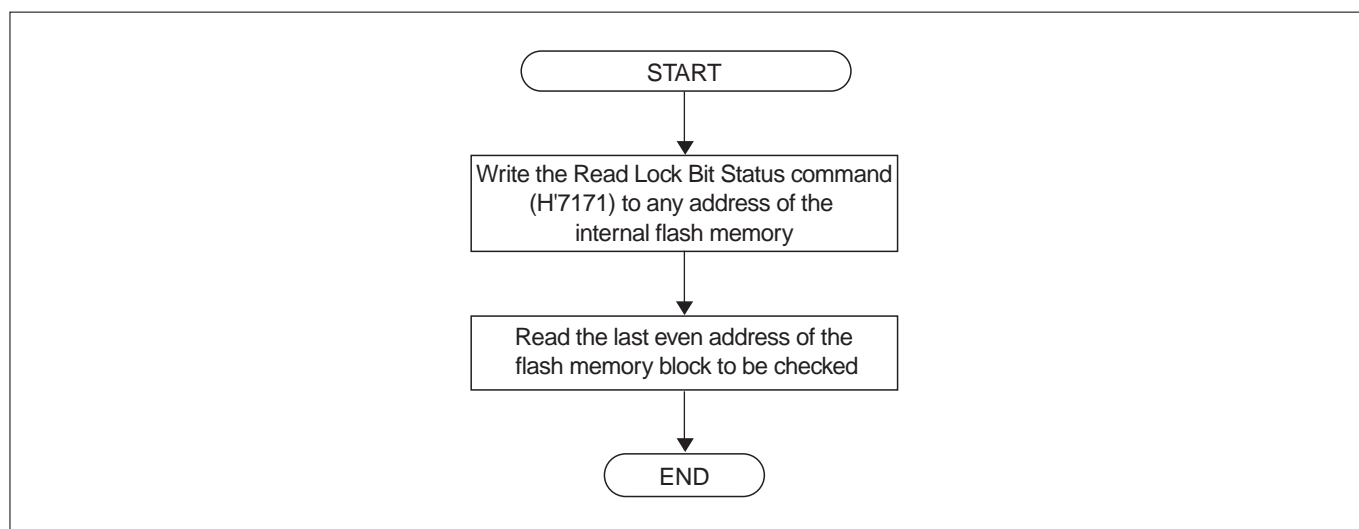 START
Write the Read Lock Bit Status command
(H'7171) to any address of the
internal flash memory
Read the last even address of the
flash memory block to be checked
END